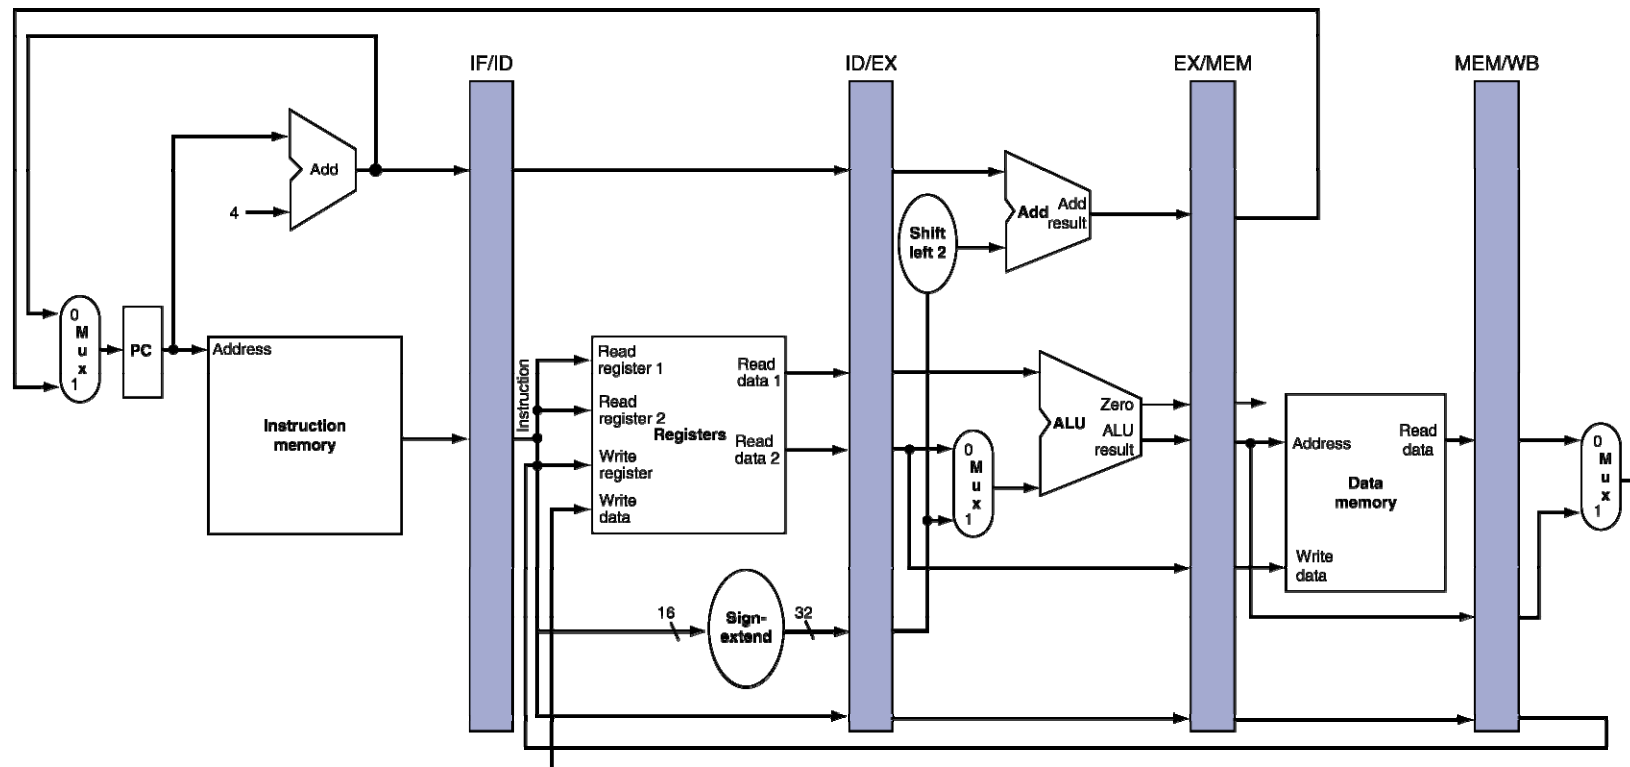 IF/ID
ID/EX
EX/MEM
MEM/WB
Add
4
Add
Add
result
Shift
left 2
0
M
u
x
1
PC
Address
Instruction
memory
Instruction
Read
register 1
Read
register 2
Write
register
Write
data
Registers
Read
data 1
Read
data 2
16
Sign-
extend
32
0
M
u
x
1
ALU
Zero
ALU
result
Address
Read
data
Data
memory
Write
data
0
M
u
x
1